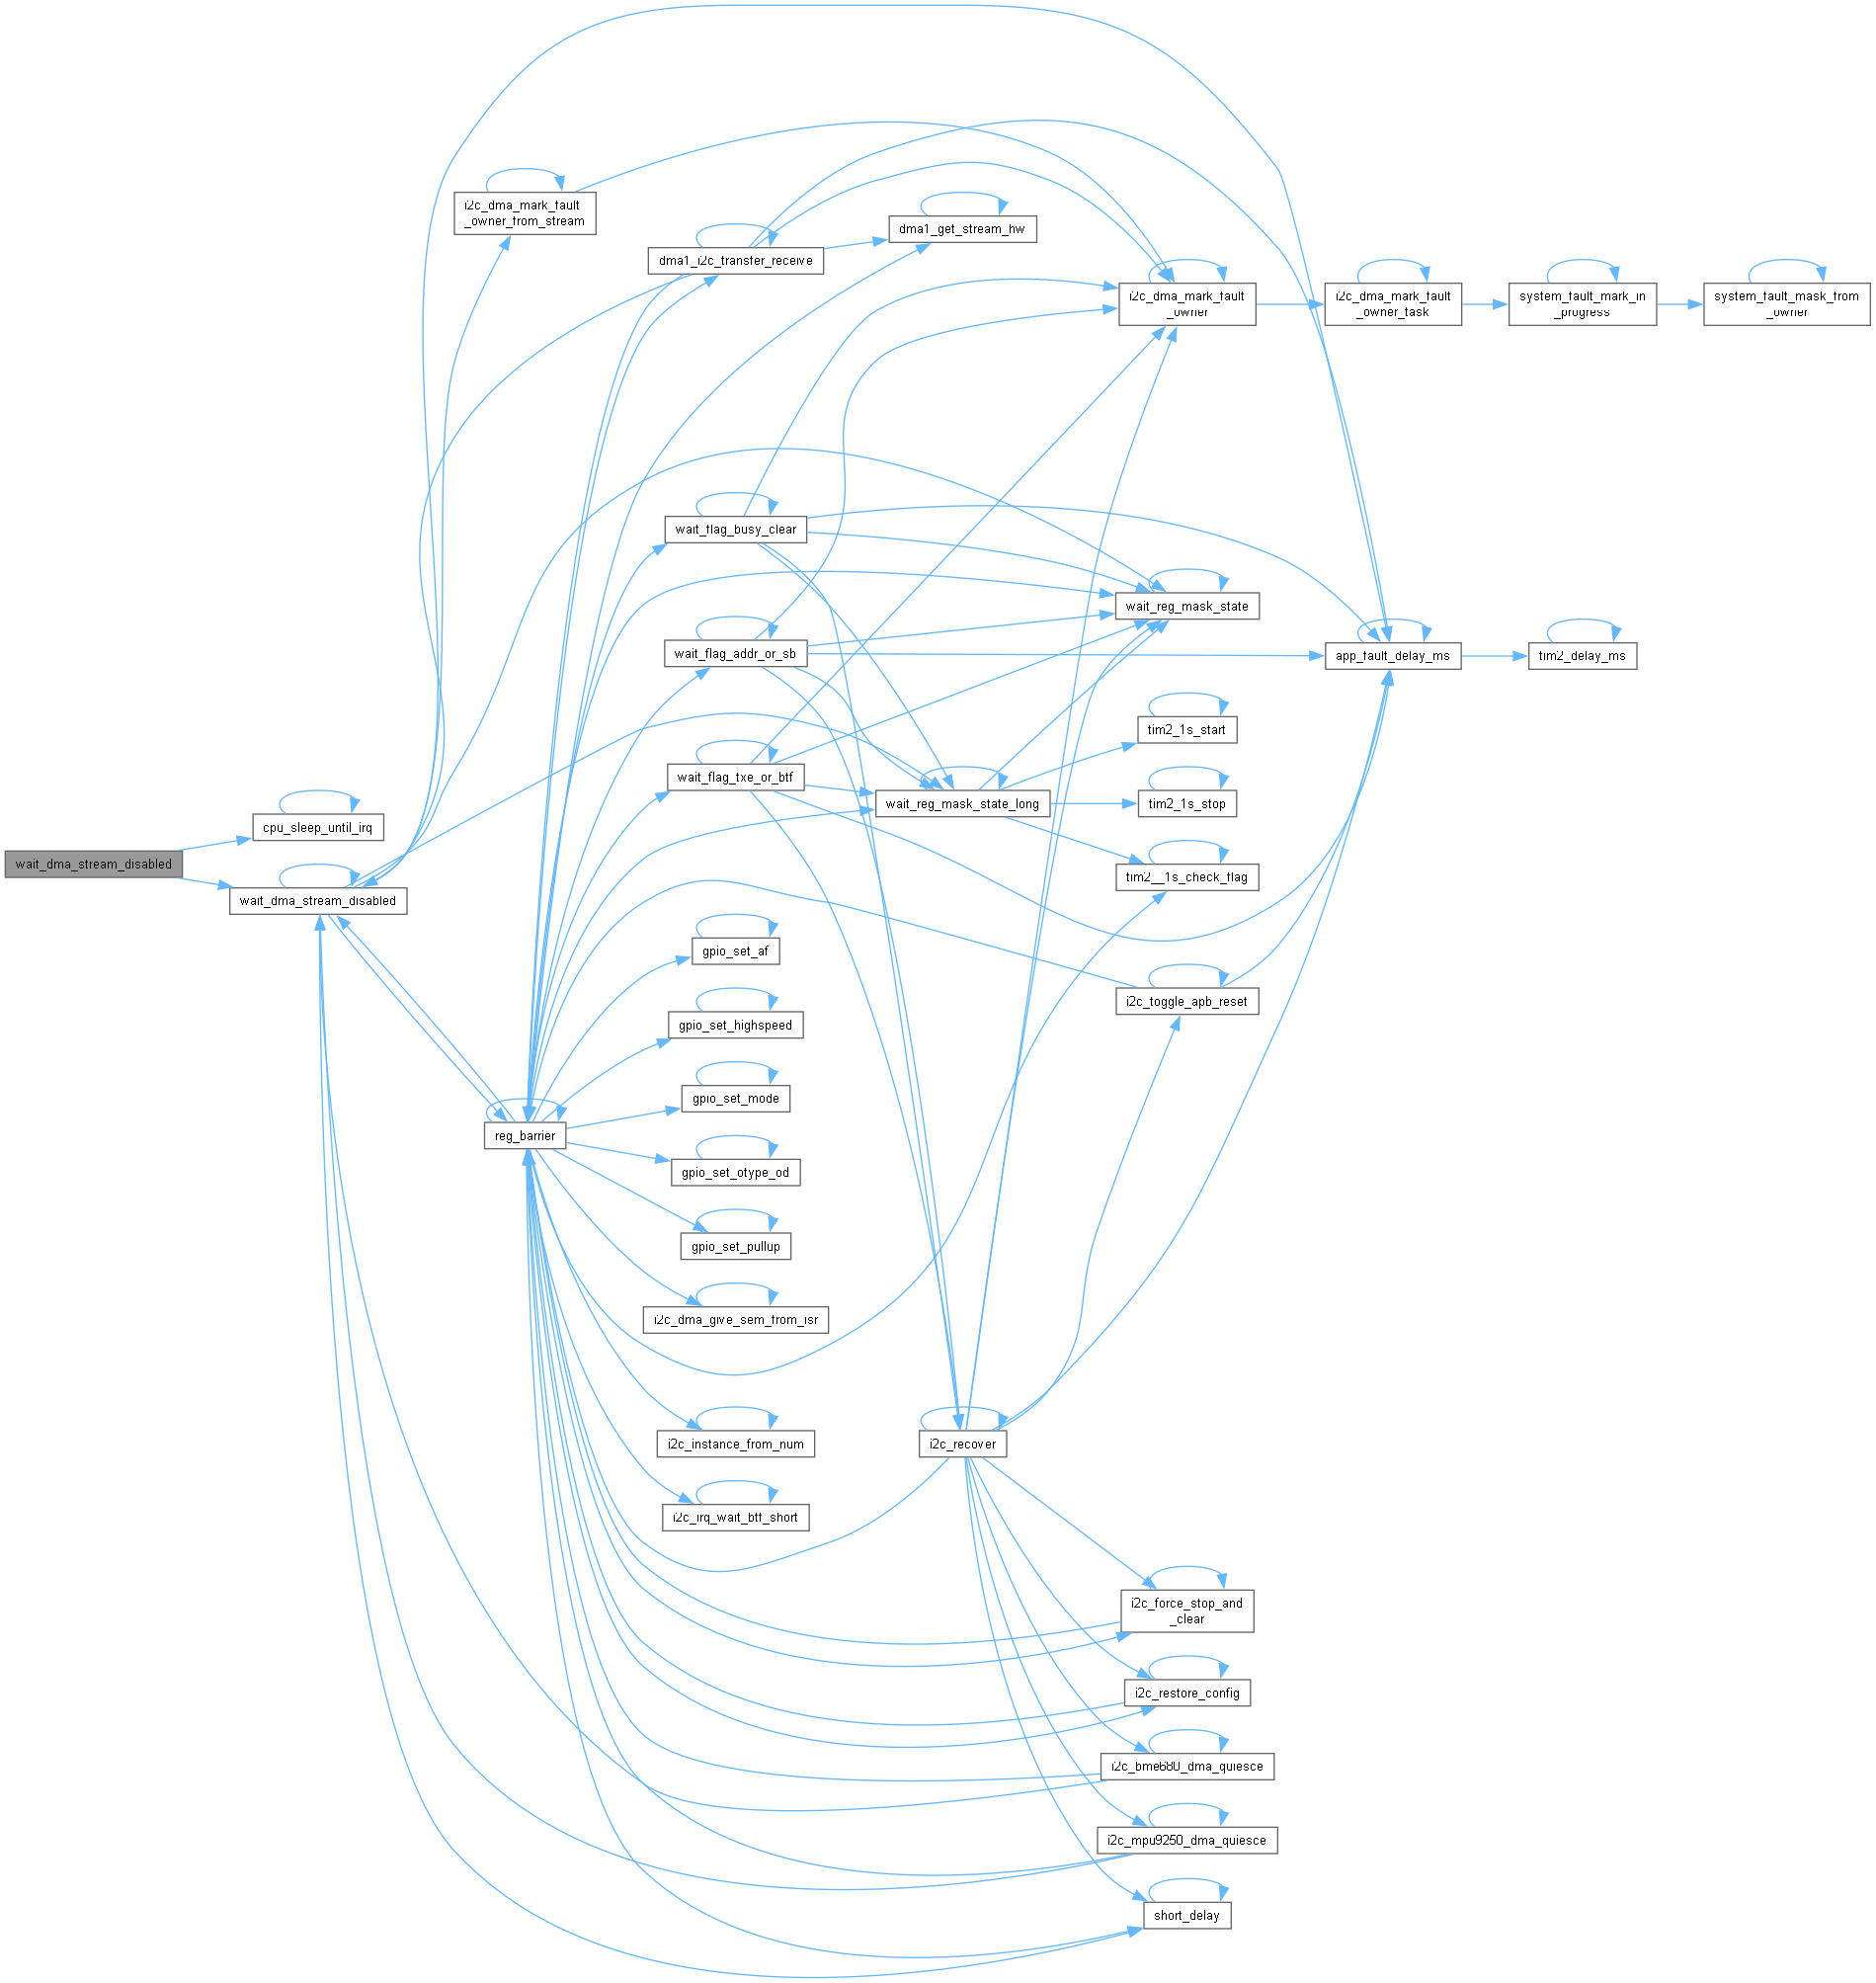 i2c_dma_mark_fault
_owner_from_stream
dma1_get_stream_hw
dma1_i2c_transfer_receive
i2c_dma_mark_fault
_owner
i2c_dma_mark_fault
_owner_task
system_fault_mark_in
_progress
system_fault_mask_from
_owner
wait_flag_busy_clear
wait_reg_mask_state
wait_flag_addr_or_sb
app_fault_delay_ms
tim2_delay_ms
tim2_1s_start
wait_flag_txe_or_btf
wait_reg_mask_state_long
tim2_1s_stop
cpu_sleep_until_irq
wait_dma_stream_disabled
tim2__1s_check_flag
wait_dma_stream_disabled
gpio_set_af
i2c_toggle_apb_reset
gpio_set_highspeed
gpio_set_mode
reg_barrier
gpio_set_otype_od
gpio_set_pullup
i2c_dma_give_sem_from_isr
i2c_instance_from_num
i2c_recover
i2c_irq_wait_btf_short
i2c_force_stop_and
_clear
i2c_restore_config
i2c_bme680_dma_quiesce
i2c_mpu9250_dma_quiesce
short_delay